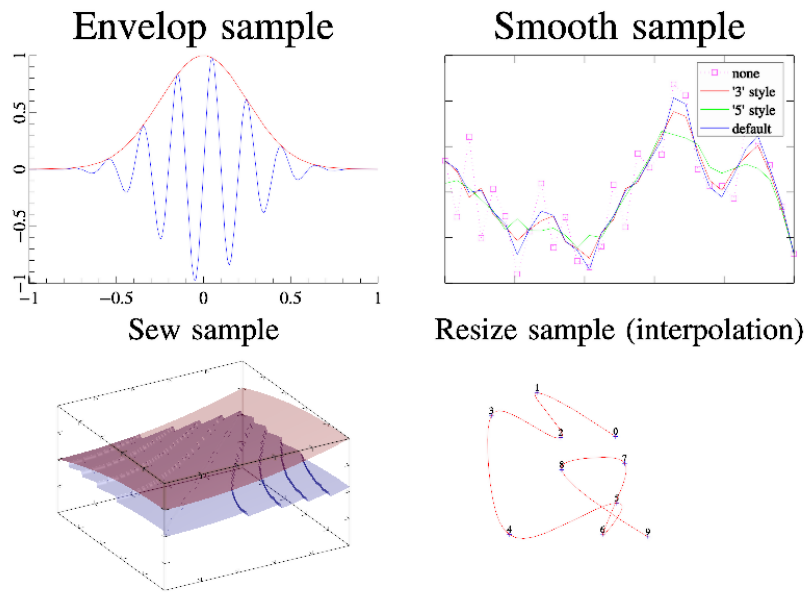 Envelop sample
Smooth sample
1
0.5
0
−0.5
−1
−1
−0.5
0
0.5
1
none
'3' style
'5' style
default
Sew sample
Resize sample (interpolation)
1
3
2
0
8
7
5
4
6
9